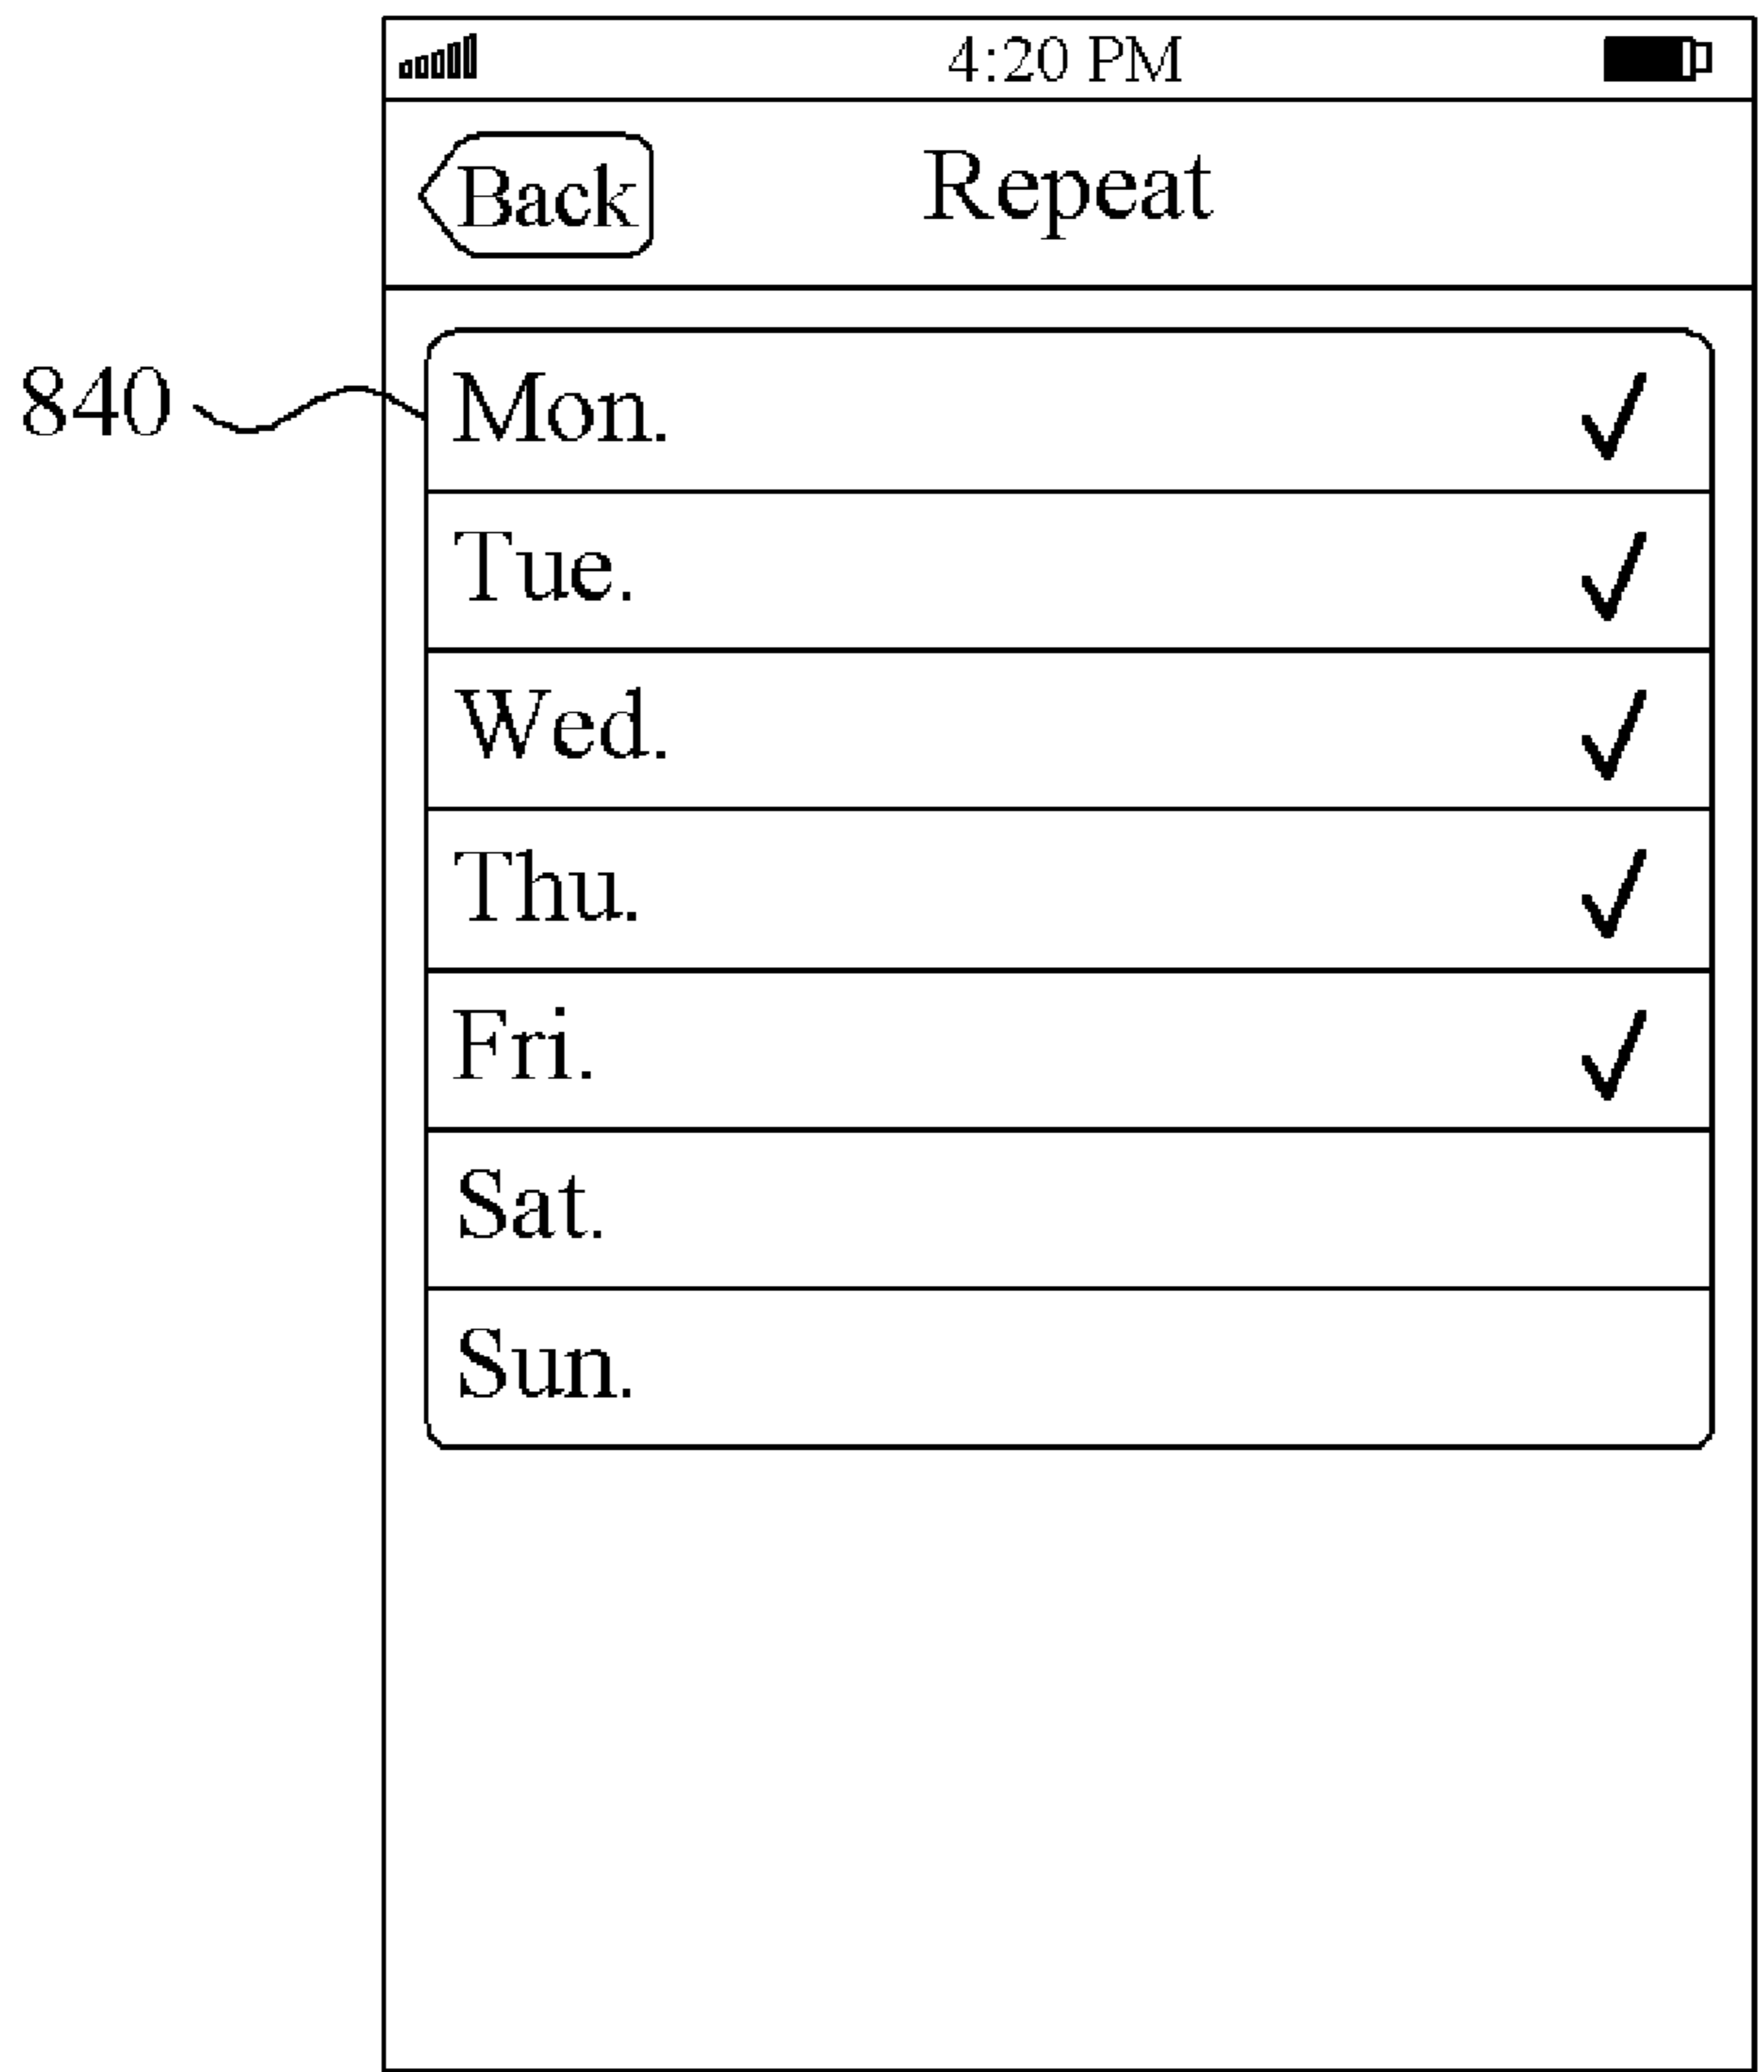 4:20 PM
Back
Repeat
840
Mon.
Tue.
Wed.
Thu.
Fri.
Sat.
Sun.